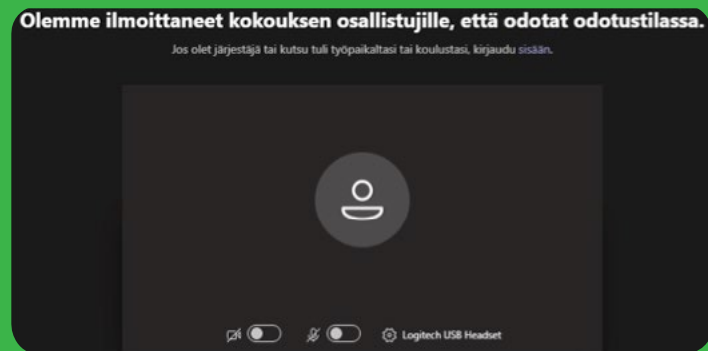 Olemme ilmoittaneet kokouksen osallistujille, että odotat odotustilassa.
Jos olet järjestäjä tai kutsu tuli työpaikaltasi tai koulustasi, kirjaudu sisään.
Logitech USB Headset